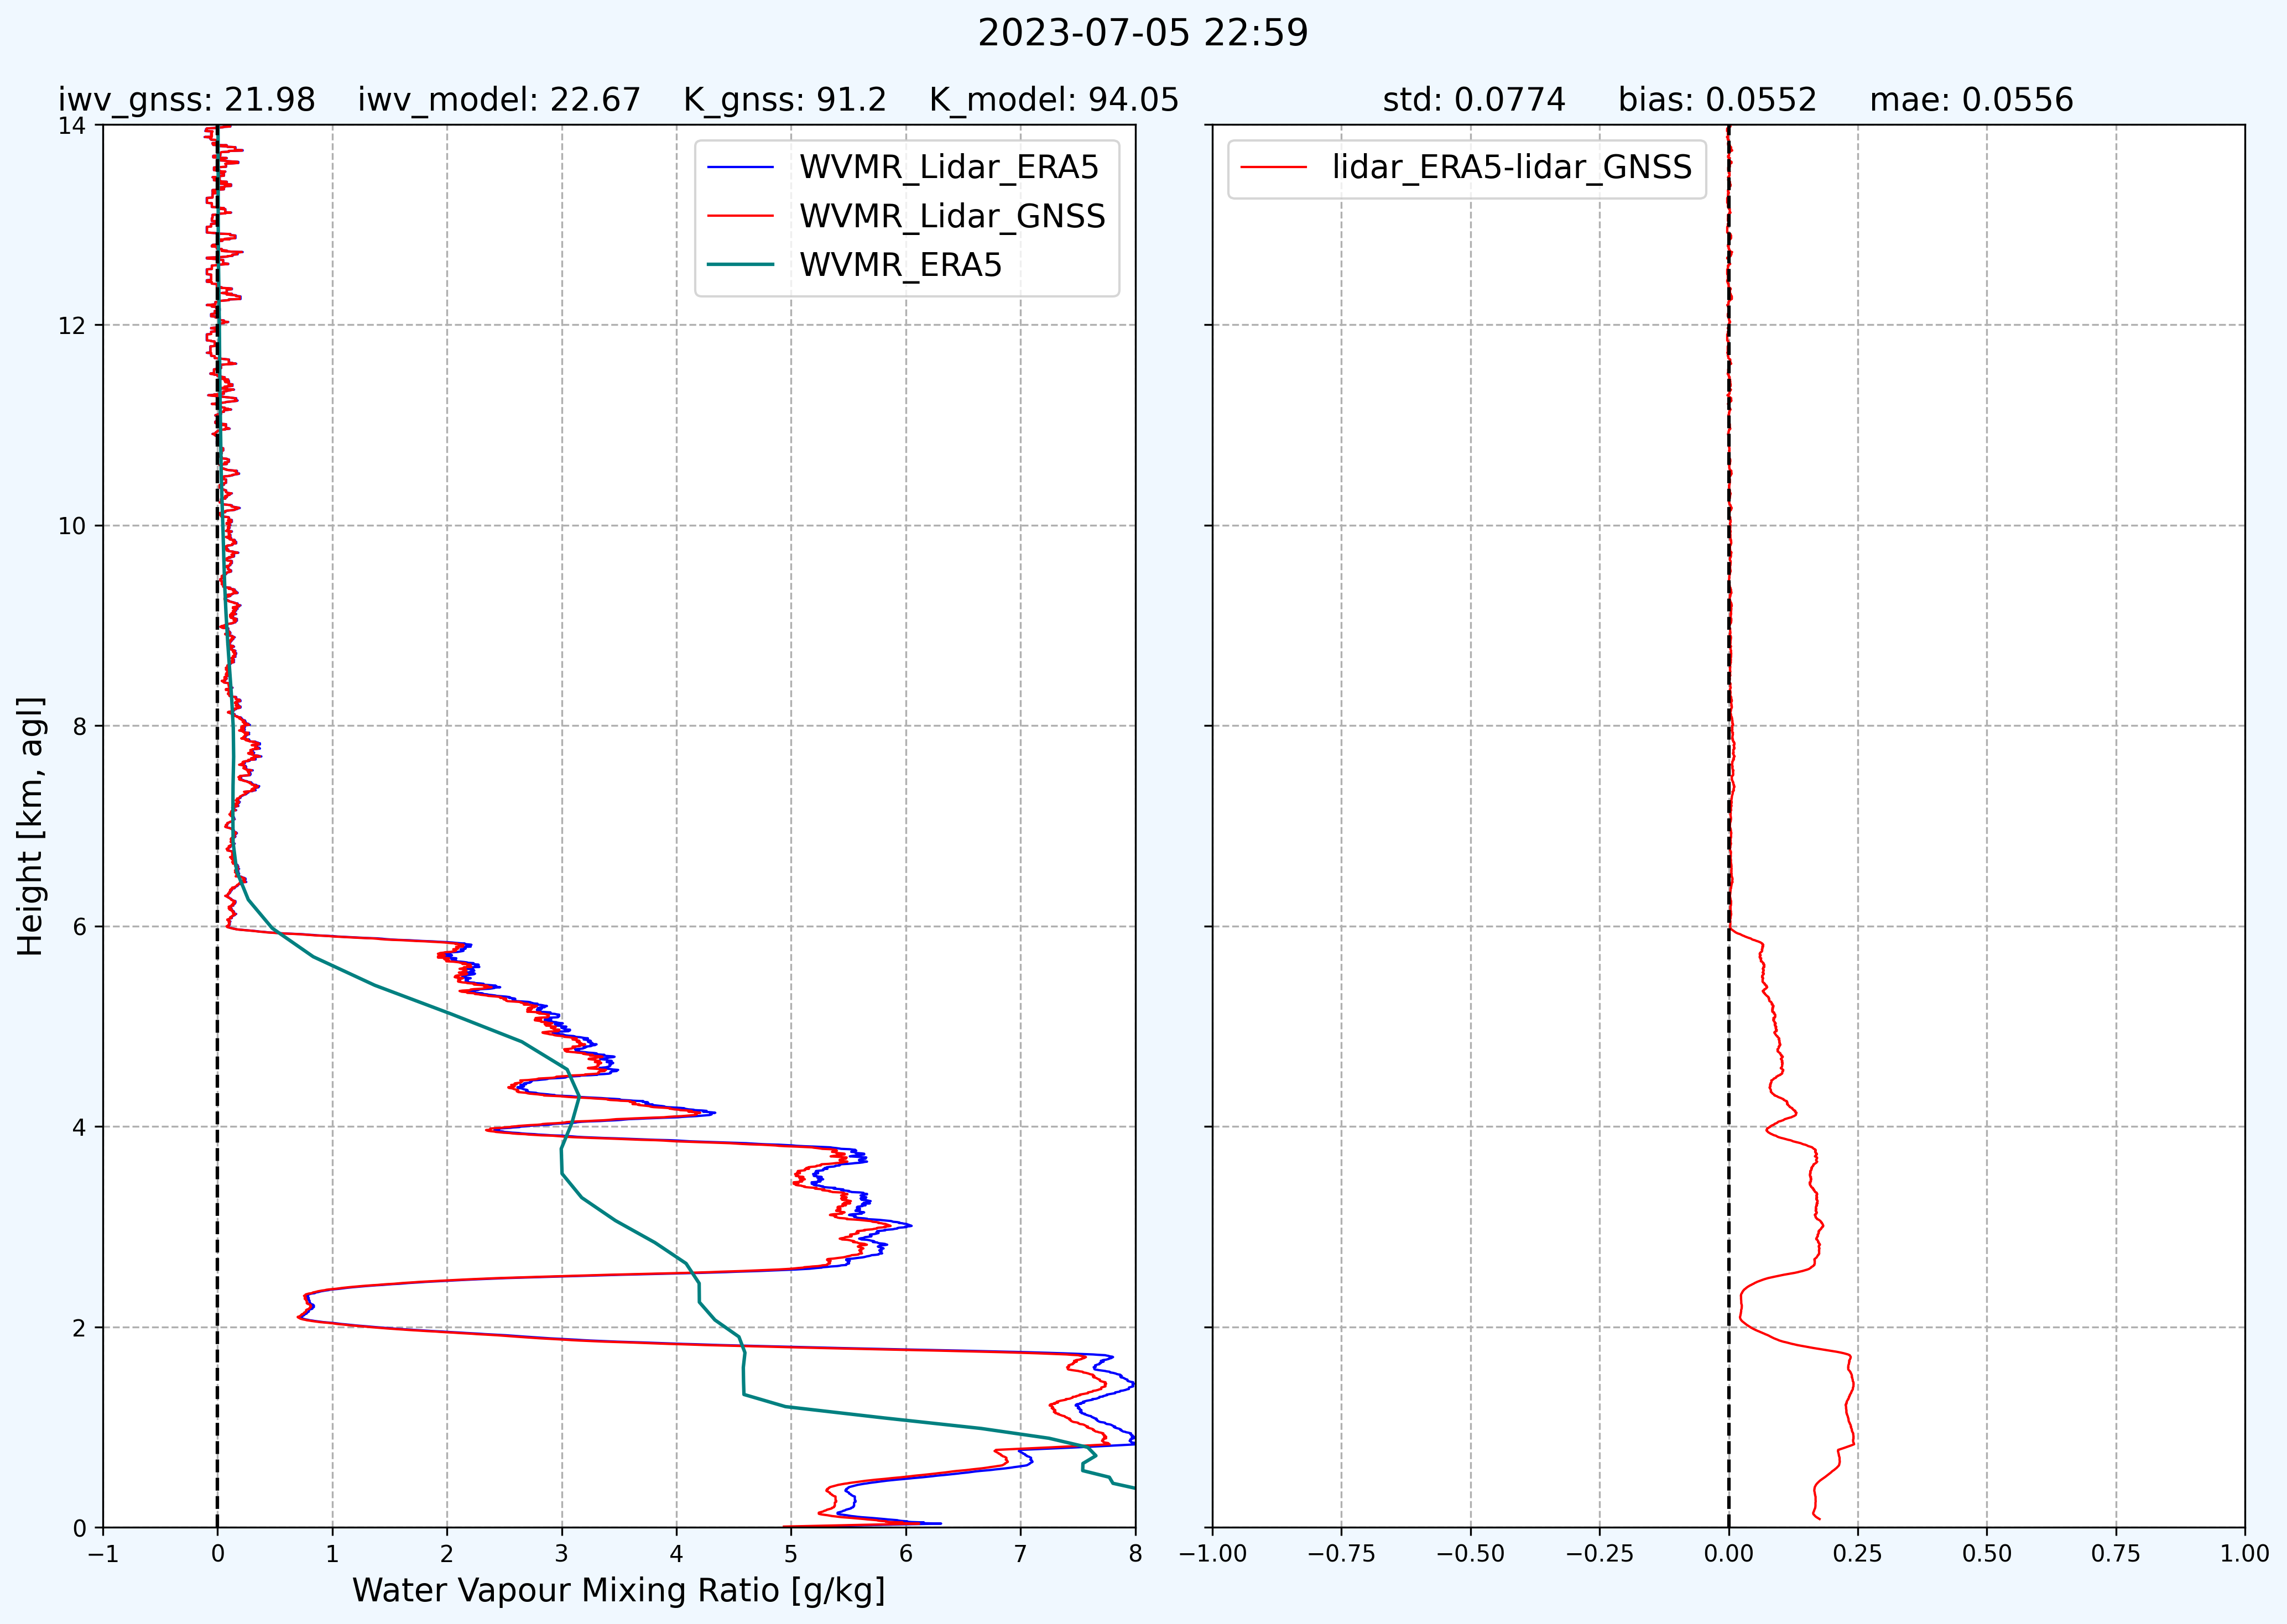 2023-07-05 22:59
iwv_gnss: 21.98 iwv_model: 22.67 K_gnss: 91.2 K_model: 94.05
std: 0.0774 bias: 0.0552 mae: 0.0556
WVMR_Lidar_ERA5
WVMR_Lidar_GNSS
WVMR_ERA5
lidar_ERA5-lidar_GNSS
Height [km, agl]
14
12
10
8
6
4
2
0
−1 0 1 2 3 4 5 6 7 8
Water Vapour Mixing Ratio [g/kg]
−1.00 −0.75 −0.50 −0.25 0.00 0.25 0.50 0.75 1.00